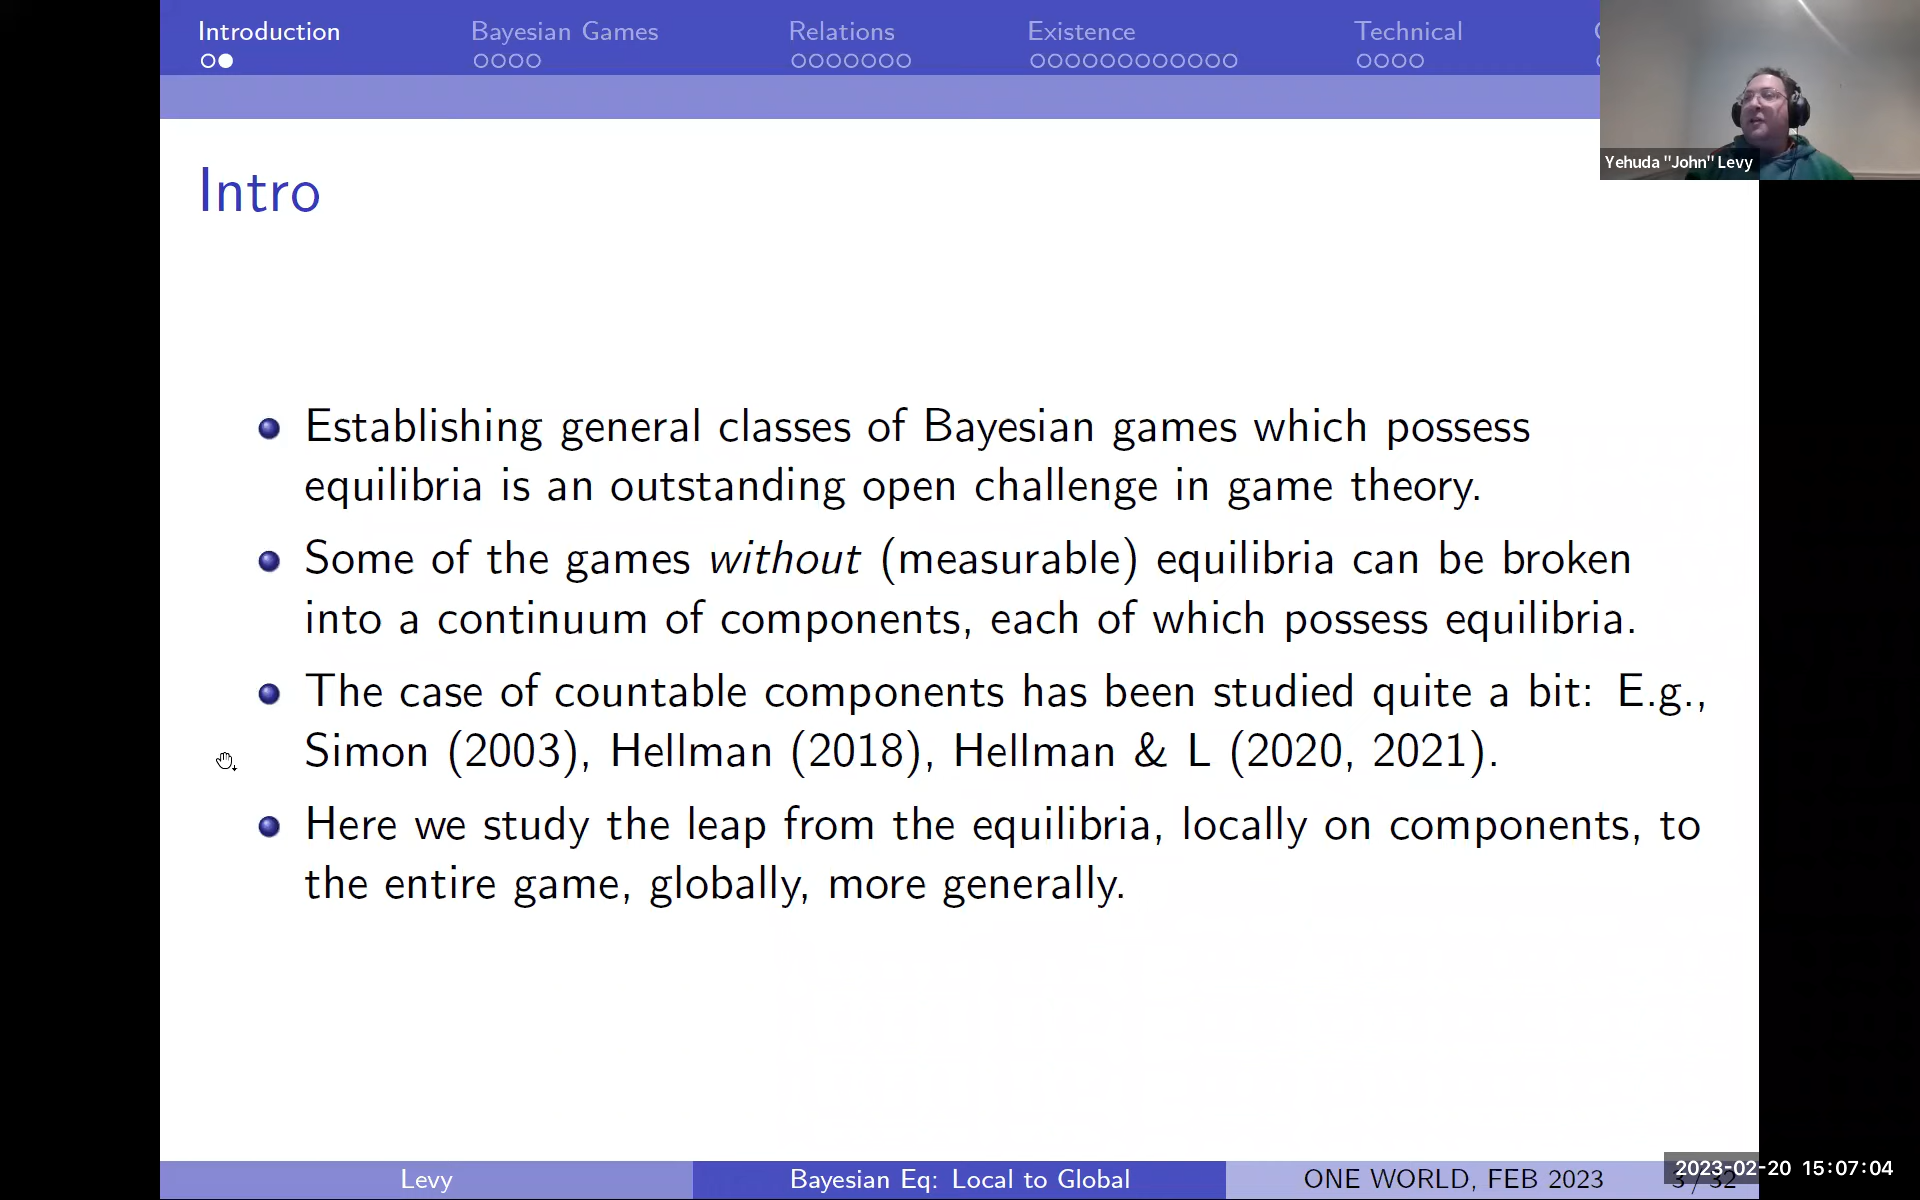 Introduction
Bayesian Games
Relations
Existence
Technical
Yehuda "John" Levy
Intro
Establishing general classes of Bayesian games which possess
equilibria is an outstanding open challenge in game theory.
Some of the games without (measurable) equilibria can be broken
into a continuum of components, each of which possess equilibria.
The case of countable components has been studied quite a bit: E.g.,
Simon (2003), Hellman (2018), Hellman & L (2020, 2021).
Here we study the leap from the equilibria, locally on components, to
the entire game, globally, more generally.
Levy
Bayesian Eq: Local to Global
ONE WORLD, FEB 2023
3 / 32
2023-02-20 15:07:04